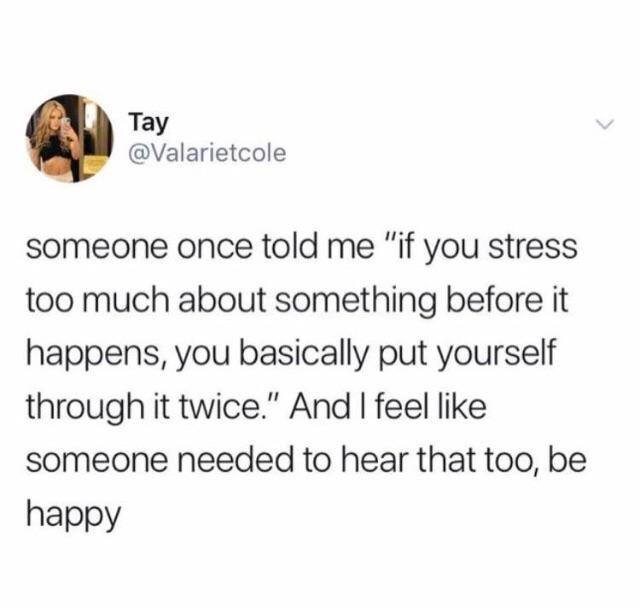 Tay
@Valarietcole
someone once told me "if you stress
too much about something before it
happens, you basically put yourself
through it twice." And I feel like
someone needed to hear that too, be
happy